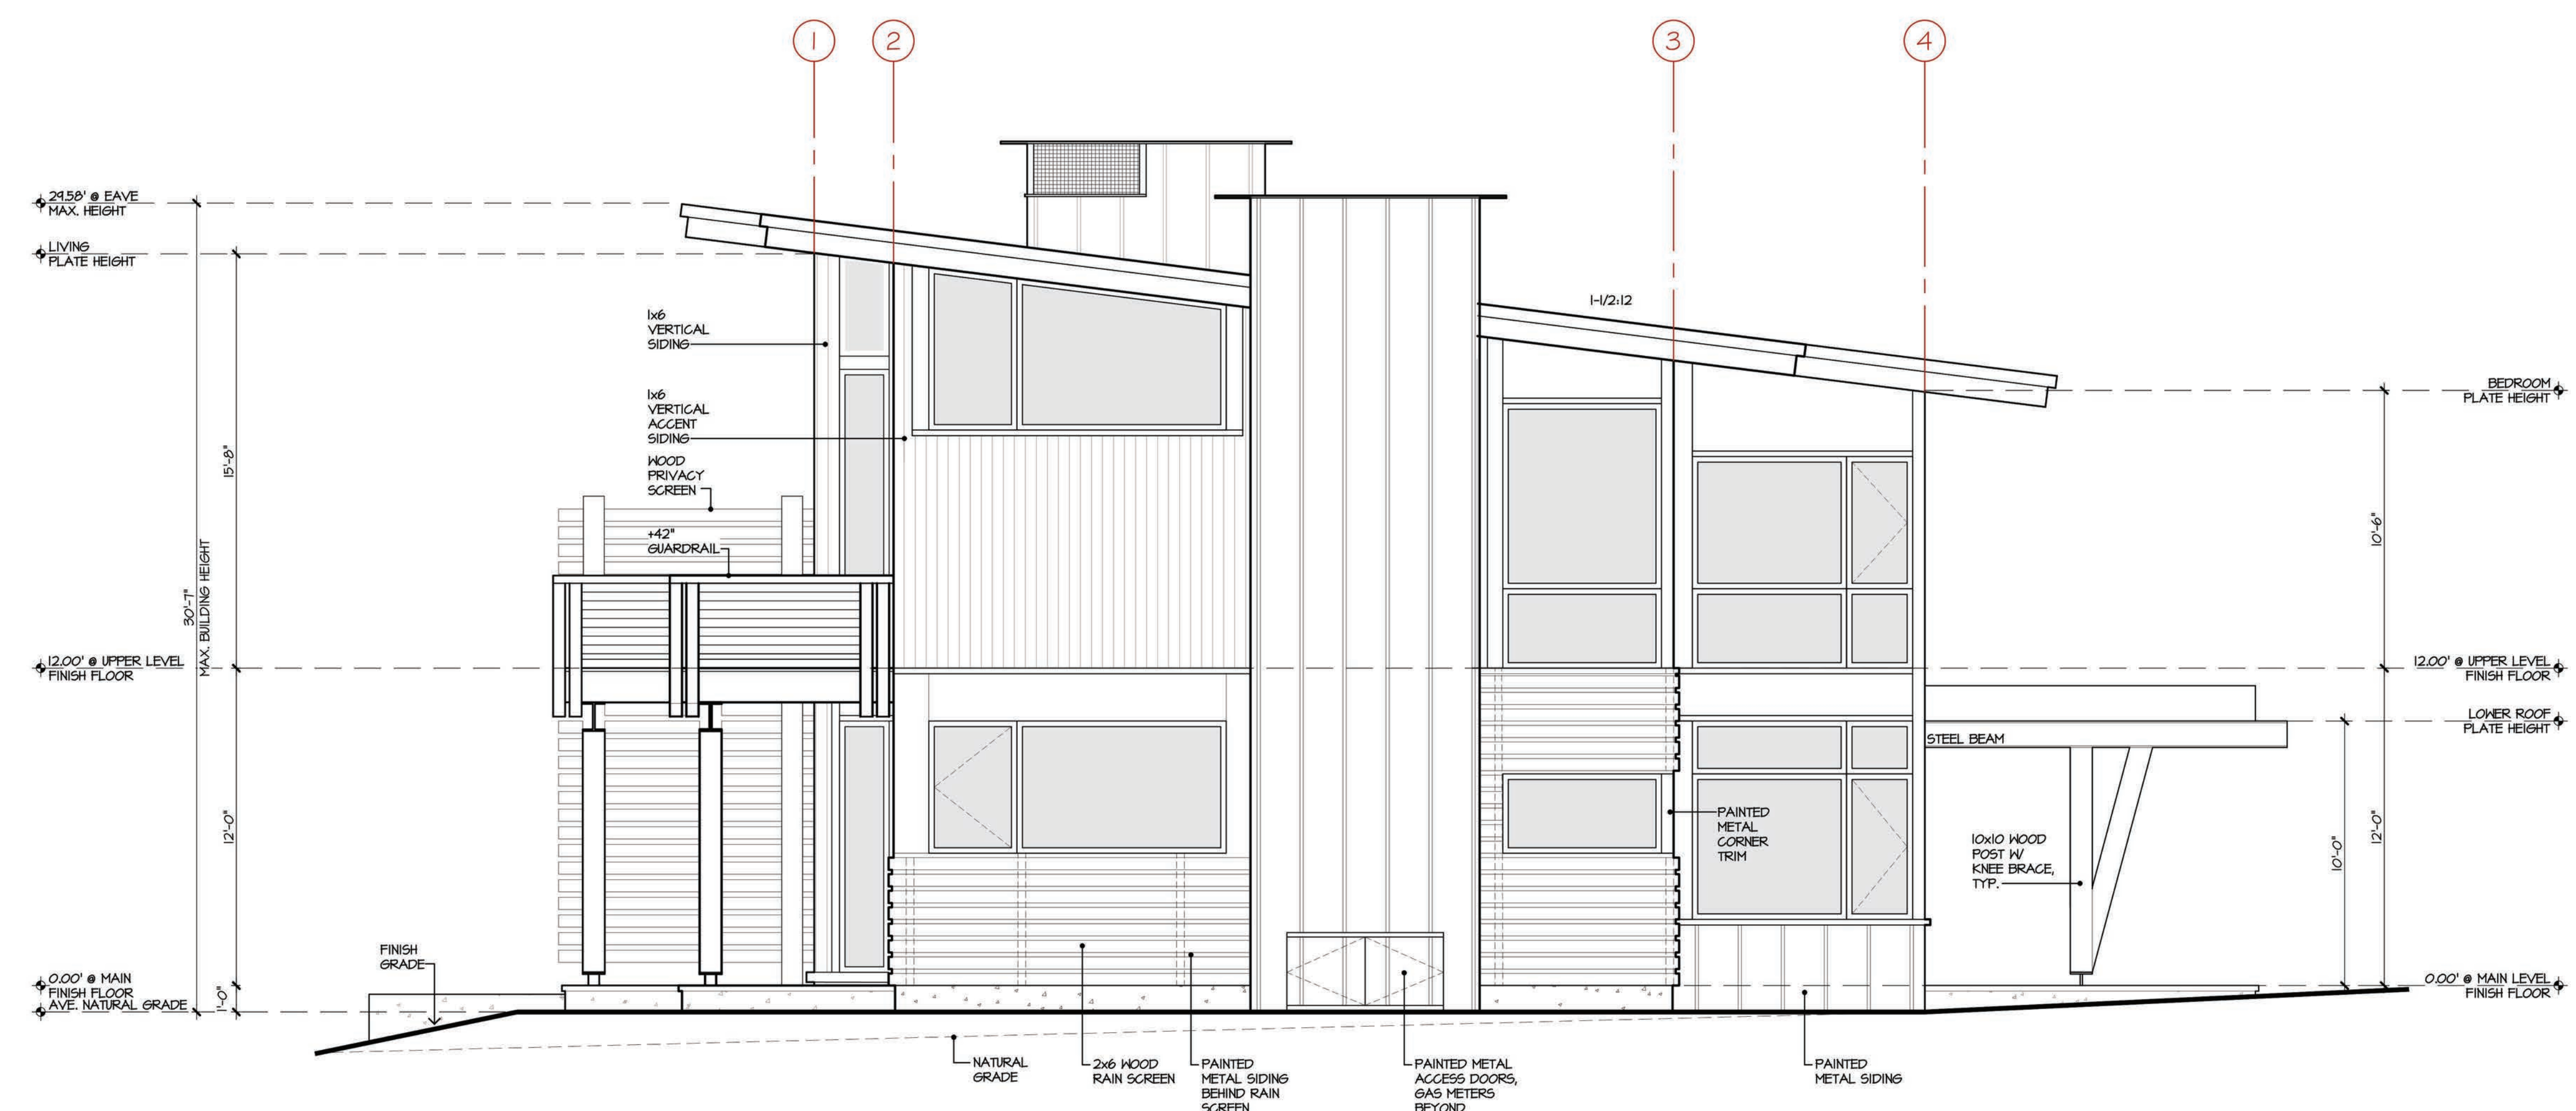 1
2
3
4
29.58' @ EAVE
MAX. HEIGHT
LIVING
PLATE HEIGHT
1x6
VERTICAL
SIDING
1-1/2:12
BEDROOM
PLATE HEIGHT
1x6
VERTICAL
ACCENT
SIDING
15'-8"
WOOD
PRIVACY
SCREEN
+42"
GUARDRAIL
10'-6"
30'-7"
MAX. BUILDING HEIGHT
12.00' @ UPPER LEVEL
FINISH FLOOR
12.00' @ UPPER LEVEL
FINISH FLOOR
LOWER ROOF
PLATE HEIGHT
STEEL BEAM
12'-0"
PAINTED
METAL
CORNER
TRIM
10x10 WOOD
POST W/
KNEE BRACE,
TYP.
10'-0"
12'-0"
FINISH
GRADE
0.00' @ MAIN
FINISH FLOOR
AVE. NATURAL GRADE
1'-0"
0.00' @ MAIN LEVEL
FINISH FLOOR
NATURAL
GRADE
2x6 WOOD
RAIN SCREEN
PAINTED
METAL SIDING
BEHIND RAIN
SCREEN
PAINTED METAL
ACCESS DOORS,
GAS METERS
BEYOND
PAINTED
METAL SIDING